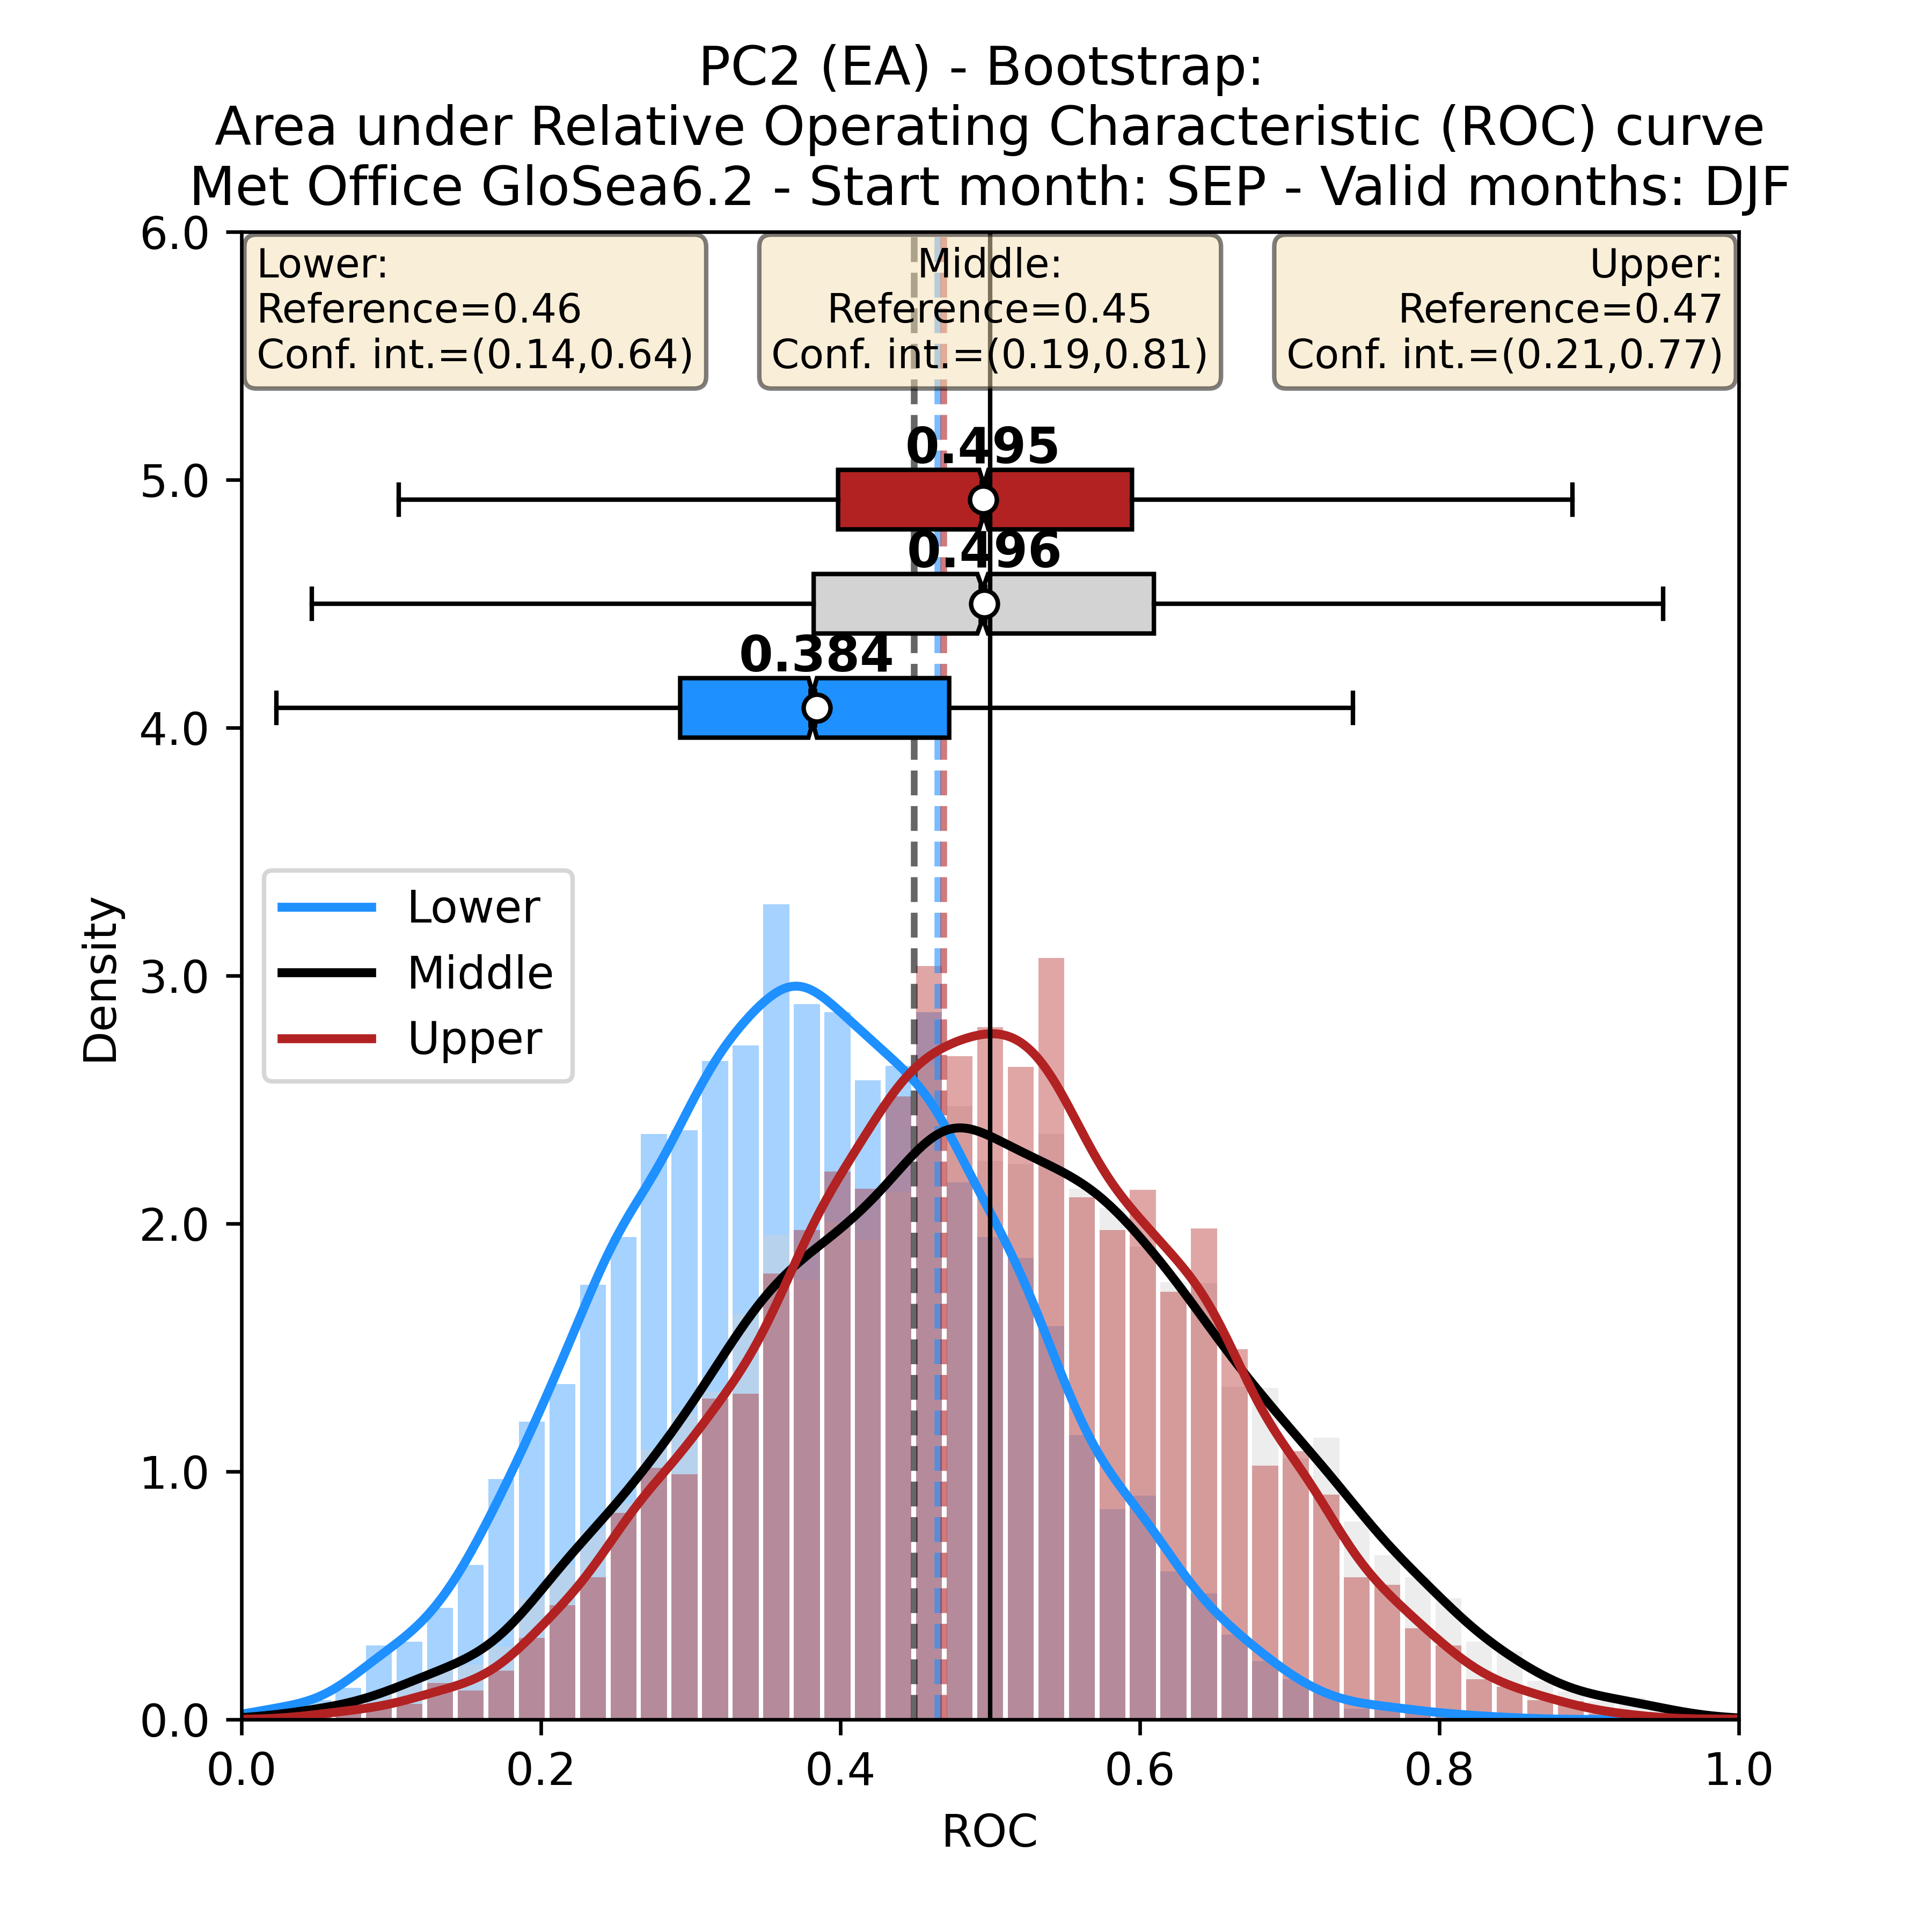 PC2 (EA) - Bootstrap:
Area under Relative Operating Characteristic (ROC) curve
Met Office GloSea6.2 - Start month: SEP - Valid months: DJF
Lower:
Reference=0.46
Conf. int.=(0.14,0.64)
Middle:
Reference=0.45
Conf. int.=(0.19,0.81)
Upper:
Reference=0.47
Conf. int.=(0.21,0.77)
0.495
0.496
0.384
Lower
Middle
Upper
Density
6.0
5.0
4.0
3.0
2.0
1.0
0.0
0.0 0.2 0.4 0.6 0.8 1.0
ROC